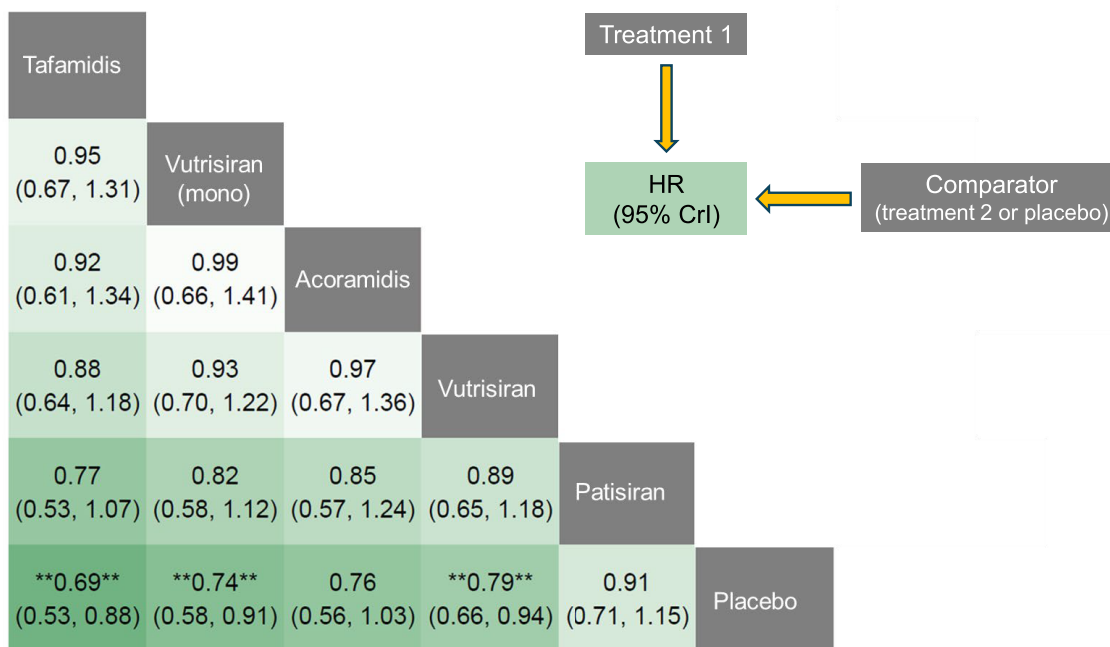 Treatment 1
Tafamidis
0.95
(0.67, 1.31)
Vutrisiran
(mono)
HR
(95% CrI)
Comparator
(treatment 2 or placebo)
0.92
(0.61, 1.34)
0.99
(0.66, 1.41)
Acoramidis
0.88
(0.64, 1.18)
0.93
(0.70, 1.22)
0.97
(0.67, 1.36)
Vutrisiran
0.77
(0.53, 1.07)
0.82
(0.58, 1.12)
0.85
(0.57, 1.24)
0.89
(0.65, 1.18)
Patisiran
**0.69**
(0.53, 0.88)
**0.74**
(0.58, 0.91)
0.76
(0.56, 1.03)
**0.79**
(0.66, 0.94)
0.91
(0.71, 1.15)
Placebo